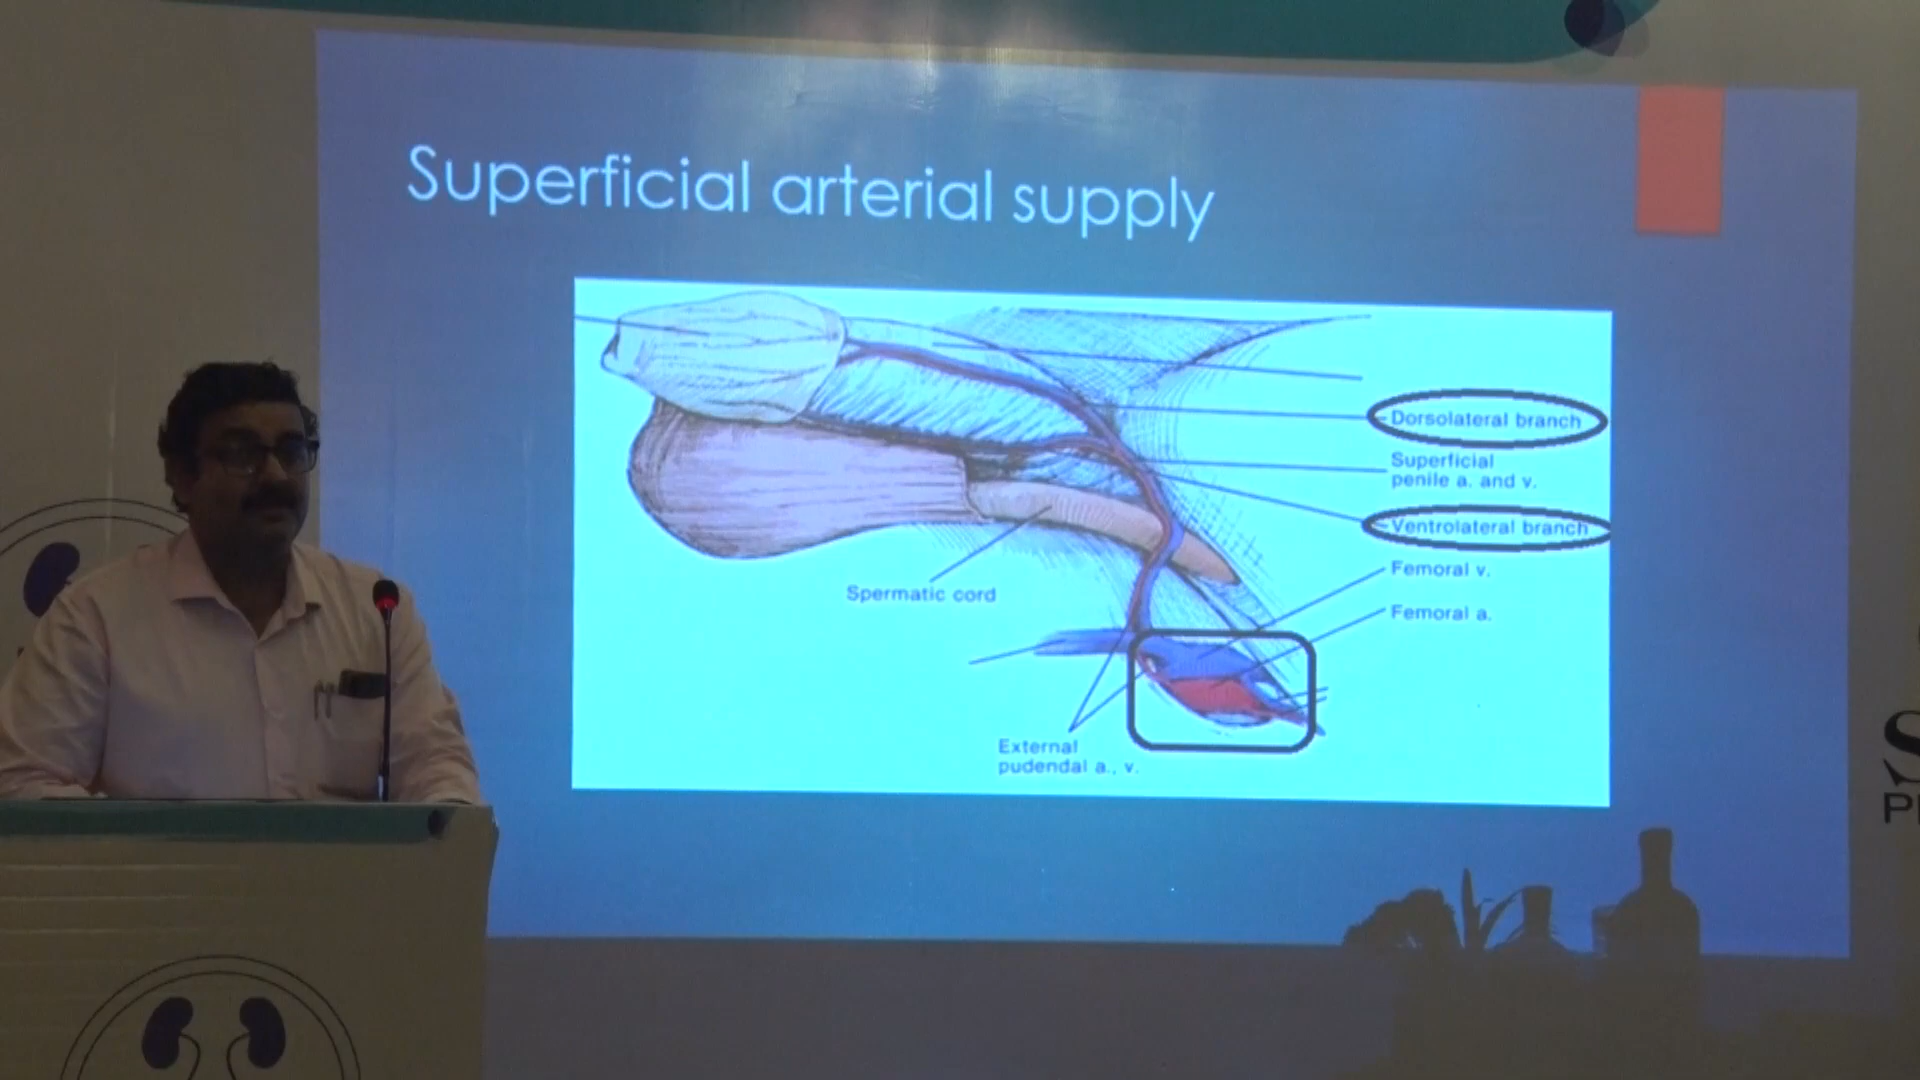 Superficial arterial supply
Dorsolateral branch
Superficial
penile a. and v.
Ventrolateral branch
Femoral v.
Spermatic cord
Femoral a.
External
pudendal a., v.